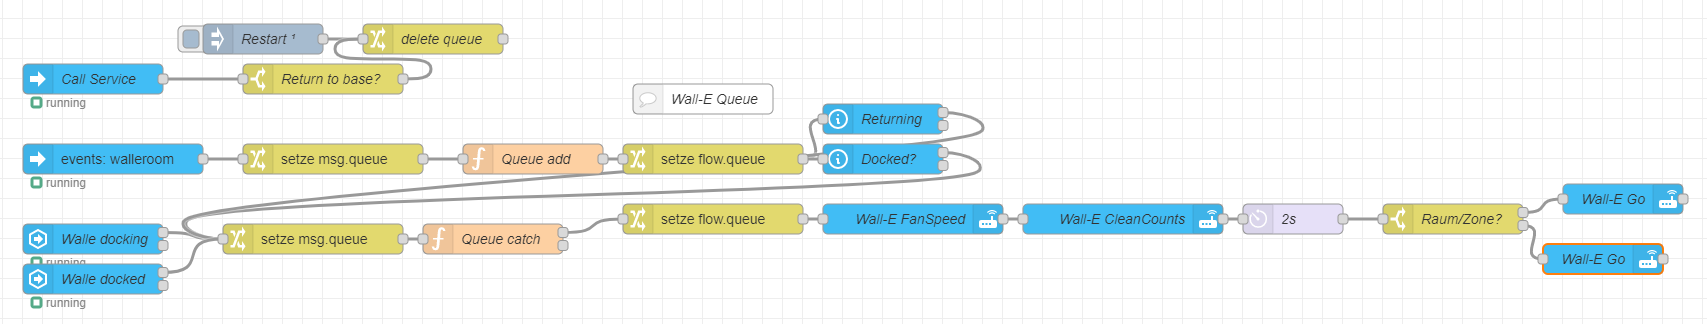 Restart ¹
delete queue
Call Service
Return to base?
running
Wall-E Queue
Returning
events: walleroom
setze msg.queue
Queue add
setze flow.queue
Docked?
running
Wall-E Go
setze flow.queue
Wall-E FanSpeed
Wall-E CleanCounts
2s
Raum/Zone?
Walle docking
setze msg.queue
Queue catch
Wall-E Go
running
Walle docked
running